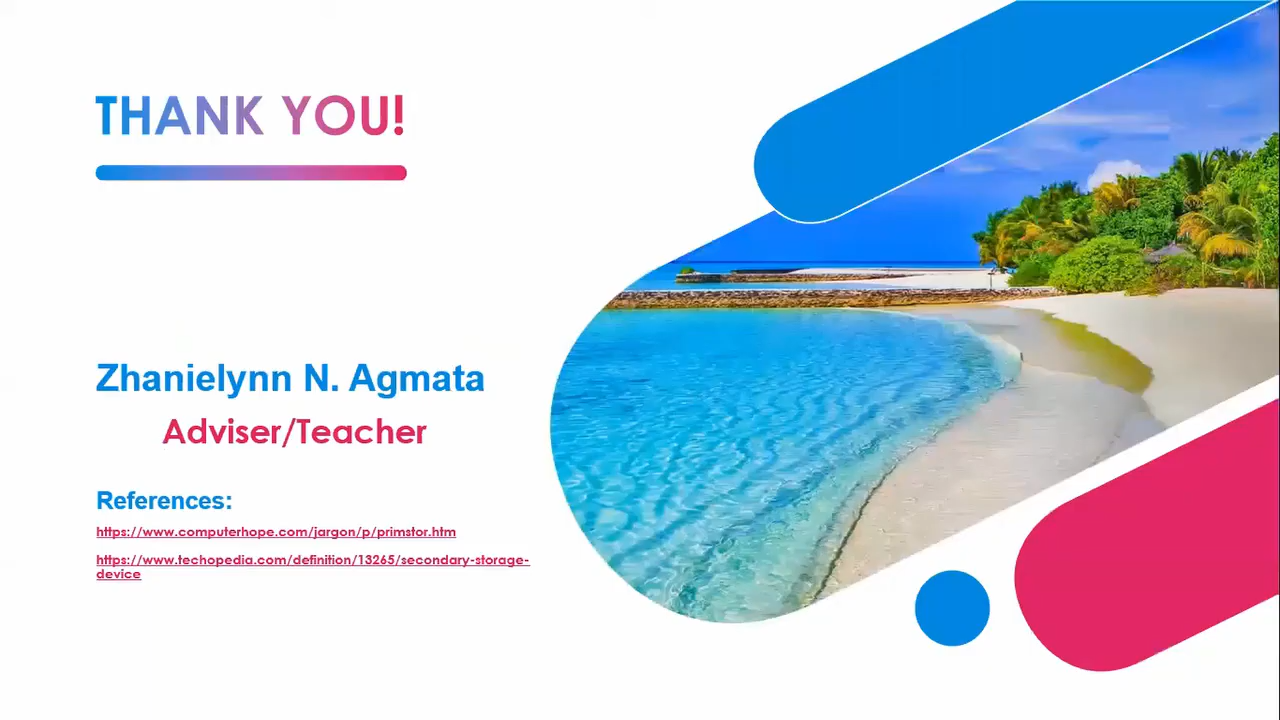 THANK YOU!
Zhanielynn N. Agmata
Adviser/Teacher
References:
https://www.computerhope.com/jargon/p/primstor.htm
https://www.techopedia.com/definition/13265/secondary-storage-
device